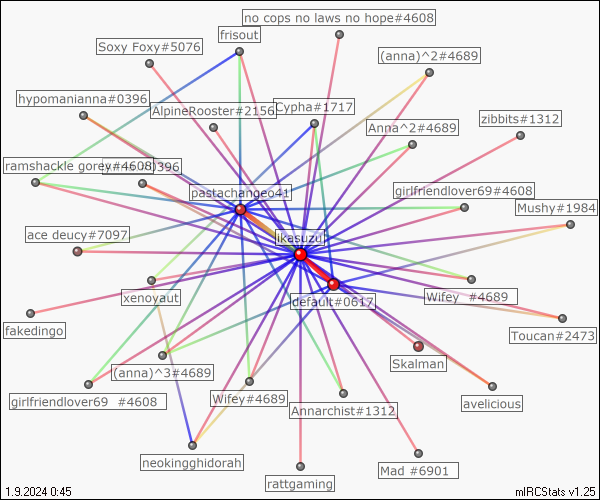 no cops no laws no hope#4608
frisout
Soxy Foxy#5076
(anna)^2#4689
hypomanianna#0396
AlpineRooster#2156
Cypha#1717
Anna^2#4689
zibbits#1312
ramshackle gorey#4608
0396
pastachangeo41
girlfriendlover69#4608
Mushy#1984
ace deucy#7097
ikasuzu
xenoyaut
default#0617
Wifey #4689
fakedingo
Toucan#2473
(anna)^3#4689
Skalman
girlfriendlover69 #4608
Wifey#4689
Annarchist#1312
avelicious
neokingghidorah
rattgaming
Mad #6901
1.9.2024 0:45
mIRCStats v1.25